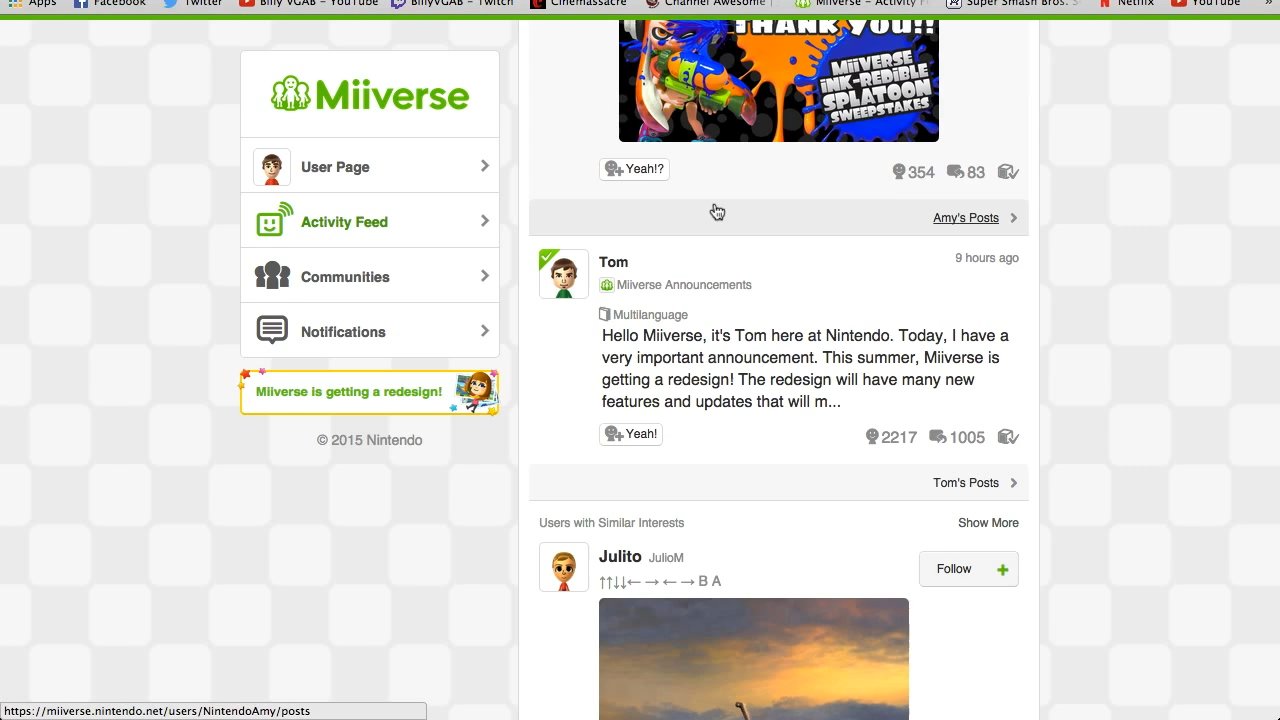 Apps Facebook Twitter Billy VGAB – YouTube BillyVGAB – Twitch Cinemassacre Channel Awesome Miiverse – Activity F Super Smash Bros. Netflix YouTube »
THANK YOU!!
MIIVERSE
INK-REDIBLE
SPLATOON
SWEEPSTAKES
Yeah!? 354 83
Amy's Posts
Miiverse
User Page
Activity Feed
Communities
Notifications
Miiverse is getting a redesign!
© 2015 Nintendo
Tom 9 hours ago
Miiverse Announcements
Multilanguage
Hello Miiverse, it's Tom here at Nintendo. Today, I have a
very important announcement. This summer, Miiverse is
getting a redesign! The redesign will have many new
features and updates that will m...
Yeah! 2217 1005
Tom's Posts
Users with Similar Interests Show More
Julito JulioM
↑↑↓↓← → ← → B A
Follow +
https://miiverse.nintendo.net/users/NintendoAmy/posts